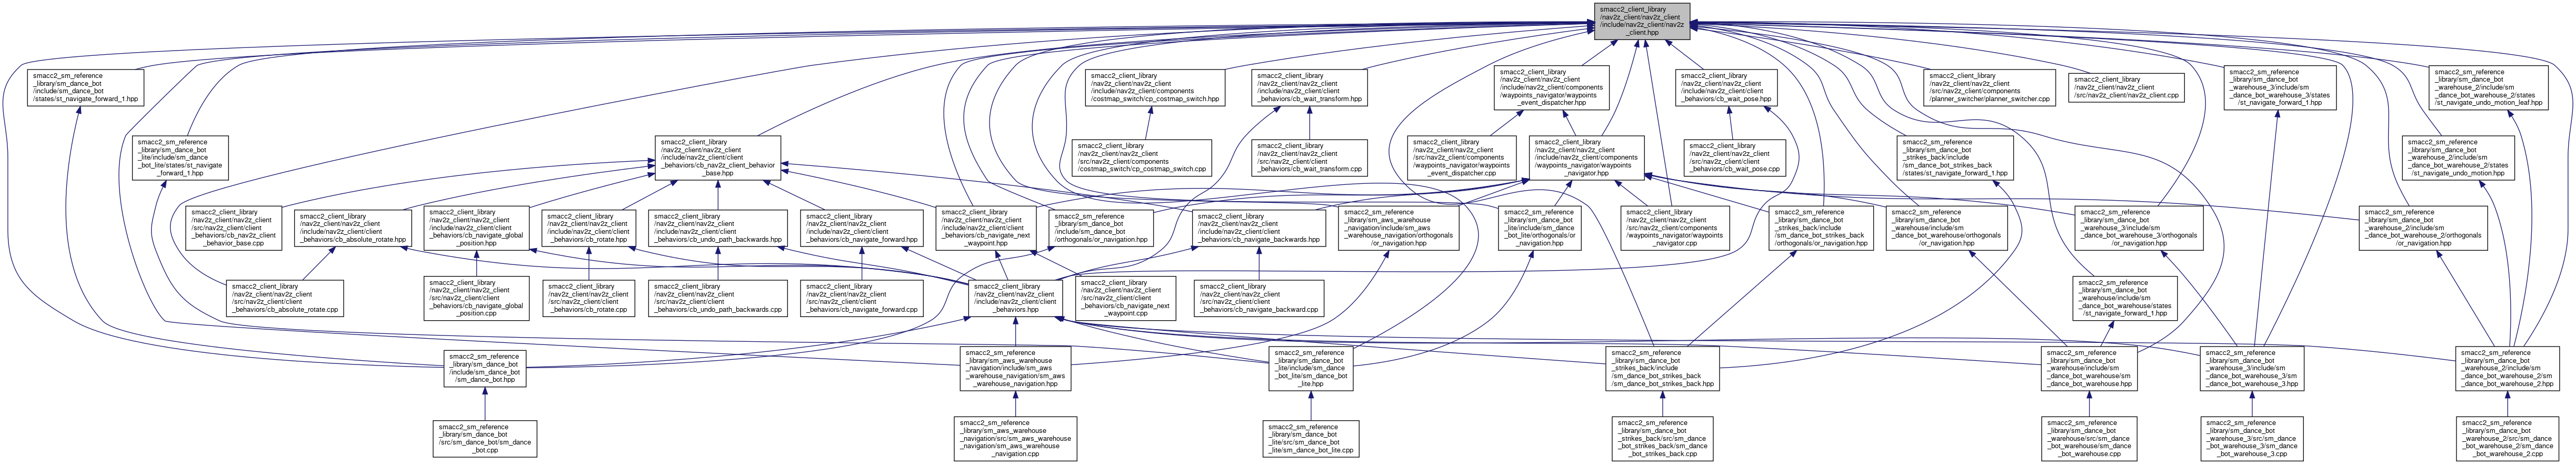 smacc2_client_library
/nav2z_client/nav2z_client
/include/nav2z_client/nav2z
_client.hpp
smacc2_sm_reference
_library/sm_dance_bot
/include/sm_dance_bot
/states/st_navigate_forward_1.hpp
smacc2_client_library
/nav2z_client/nav2z_client
/include/nav2z_client/components
/costmap_switch/cp_costmap_switch.hpp
smacc2_client_library
/nav2z_client/nav2z_client
/include/nav2z_client/client
_behaviors/cb_wait_transform.hpp
smacc2_client_library
/nav2z_client/nav2z_client
/include/nav2z_client/components
/waypoints_navigator/waypoints
_event_dispatcher.hpp
smacc2_client_library
/nav2z_client/nav2z_client
/include/nav2z_client/client
_behaviors/cb_wait_pose.hpp
smacc2_client_library
/nav2z_client/nav2z_client
/src/nav2z_client/components
/planner_switcher/planner_switcher.cpp
smacc2_client_library
/nav2z_client/nav2z_client
/src/nav2z_client/nav2z_client.cpp
smacc2_sm_reference
_library/sm_dance_bot
_warehouse_3/include/sm
_dance_bot_warehouse_3/states
/st_navigate_forward_1.hpp
smacc2_sm_reference
_library/sm_dance_bot
_warehouse_2/include/sm
_dance_bot_warehouse_2/states
/st_navigate_undo_motion_leaf.hpp
smacc2_sm_reference
_library/sm_dance_bot
_lite/include/sm_dance
_bot_lite/states/st_navigate
_forward_1.hpp
smacc2_client_library
/nav2z_client/nav2z_client
/include/nav2z_client/client
_behaviors/cb_nav2z_client_behavior
_base.hpp
smacc2_client_library
/nav2z_client/nav2z_client
/src/nav2z_client/components
/costmap_switch/cp_costmap_switch.cpp
smacc2_client_library
/nav2z_client/nav2z_client
/src/nav2z_client/client
_behaviors/cb_wait_transform.cpp
smacc2_client_library
/nav2z_client/nav2z_client
/src/nav2z_client/components
/waypoints_navigator/waypoints
_event_dispatcher.cpp
smacc2_client_library
/nav2z_client/nav2z_client
/include/nav2z_client/components
/waypoints_navigator/waypoints
_navigator.hpp
smacc2_client_library
/nav2z_client/nav2z_client
/src/nav2z_client/client
_behaviors/cb_wait_pose.cpp
smacc2_sm_reference
_library/sm_dance_bot
_strikes_back/include
/sm_dance_bot_strikes_back
/states/st_navigate_forward_1.hpp
smacc2_sm_reference
_library/sm_dance_bot
_warehouse_2/include/sm
_dance_bot_warehouse_2/states
/st_navigate_undo_motion.hpp
smacc2_client_library
/nav2z_client/nav2z_client
/src/nav2z_client/client
_behaviors/cb_nav2z_client
_behavior_base.cpp
smacc2_client_library
/nav2z_client/nav2z_client
/include/nav2z_client/client
_behaviors/cb_absolute_rotate.hpp
smacc2_client_library
/nav2z_client/nav2z_client
/include/nav2z_client/client
_behaviors/cb_navigate_global
_position.hpp
smacc2_client_library
/nav2z_client/nav2z_client
/include/nav2z_client/client
_behaviors/cb_rotate.hpp
smacc2_client_library
/nav2z_client/nav2z_client
/include/nav2z_client/client
_behaviors/cb_undo_path_backwards.hpp
smacc2_client_library
/nav2z_client/nav2z_client
/include/nav2z_client/client
_behaviors/cb_navigate_forward.hpp
smacc2_client_library
/nav2z_client/nav2z_client
/include/nav2z_client/client
_behaviors/cb_navigate_next
_waypoint.hpp
smacc2_sm_reference
_library/sm_dance_bot
/include/sm_dance_bot
/orthogonals/or_navigation.hpp
smacc2_client_library
/nav2z_client/nav2z_client
/include/nav2z_client/client
_behaviors/cb_navigate_backwards.hpp
smacc2_sm_reference
_library/sm_aws_warehouse
_navigation/include/sm_aws
_warehouse_navigation/orthogonals
/or_navigation.hpp
smacc2_sm_reference
_library/sm_dance_bot
_lite/include/sm_dance
_bot_lite/orthogonals/or
_navigation.hpp
smacc2_client_library
/nav2z_client/nav2z_client
/src/nav2z_client/components
/waypoints_navigator/waypoints
_navigator.cpp
smacc2_sm_reference
_library/sm_dance_bot
_strikes_back/include
/sm_dance_bot_strikes_back
/orthogonals/or_navigation.hpp
smacc2_sm_reference
_library/sm_dance_bot
_warehouse/include/sm
_dance_bot_warehouse/orthogonals
/or_navigation.hpp
smacc2_sm_reference
_library/sm_dance_bot
_warehouse_3/include/sm
_dance_bot_warehouse_3/orthogonals
/or_navigation.hpp
smacc2_sm_reference
_library/sm_dance_bot
_warehouse_2/include/sm
_dance_bot_warehouse_2/orthogonals
/or_navigation.hpp
smacc2_client_library
/nav2z_client/nav2z_client
/src/nav2z_client/client
_behaviors/cb_absolute_rotate.cpp
smacc2_client_library
/nav2z_client/nav2z_client
/src/nav2z_client/client
_behaviors/cb_navigate_global
_position.cpp
smacc2_client_library
/nav2z_client/nav2z_client
/src/nav2z_client/client
_behaviors/cb_rotate.cpp
smacc2_client_library
/nav2z_client/nav2z_client
/src/nav2z_client/client
_behaviors/cb_undo_path_backwards.cpp
smacc2_client_library
/nav2z_client/nav2z_client
/src/nav2z_client/client
_behaviors/cb_navigate_forward.cpp
smacc2_client_library
/nav2z_client/nav2z_client
/include/nav2z_client/client
_behaviors.hpp
smacc2_client_library
/nav2z_client/nav2z_client
/src/nav2z_client/client
_behaviors/cb_navigate_next
_waypoint.cpp
smacc2_client_library
/nav2z_client/nav2z_client
/src/nav2z_client/client
_behaviors/cb_navigate_backward.cpp
smacc2_sm_reference
_library/sm_dance_bot
_warehouse/include/sm
_dance_bot_warehouse/states
/st_navigate_forward_1.hpp
smacc2_sm_reference
_library/sm_dance_bot
/include/sm_dance_bot
/sm_dance_bot.hpp
smacc2_sm_reference
_library/sm_aws_warehouse
_navigation/include/sm_aws
_warehouse_navigation/sm_aws
_warehouse_navigation.hpp
smacc2_sm_reference
_library/sm_dance_bot
_lite/include/sm_dance
_bot_lite/sm_dance_bot
_lite.hpp
smacc2_sm_reference
_library/sm_dance_bot
_strikes_back/include
/sm_dance_bot_strikes_back
/sm_dance_bot_strikes_back.hpp
smacc2_sm_reference
_library/sm_dance_bot
_warehouse/include/sm
_dance_bot_warehouse/sm
_dance_bot_warehouse.hpp
smacc2_sm_reference
_library/sm_dance_bot
_warehouse_3/include/sm
_dance_bot_warehouse_3/sm
_dance_bot_warehouse_3.hpp
smacc2_sm_reference
_library/sm_dance_bot
_warehouse_2/include/sm
_dance_bot_warehouse_2/sm
_dance_bot_warehouse_2.hpp
smacc2_sm_reference
_library/sm_dance_bot
/src/sm_dance_bot/sm_dance
_bot.cpp
smacc2_sm_reference
_library/sm_aws_warehouse
_navigation/src/sm_aws_warehouse
_navigation/sm_aws_warehouse
_navigation.cpp
smacc2_sm_reference
_library/sm_dance_bot
_lite/src/sm_dance_bot
_lite/sm_dance_bot_lite.cpp
smacc2_sm_reference
_library/sm_dance_bot
_strikes_back/src/sm_dance
_bot_strikes_back/sm_dance
_bot_strikes_back.cpp
smacc2_sm_reference
_library/sm_dance_bot
_warehouse/src/sm_dance
_bot_warehouse/sm_dance
_bot_warehouse.cpp
smacc2_sm_reference
_library/sm_dance_bot
_warehouse_3/src/sm_dance
_bot_warehouse_3/sm_dance
_bot_warehouse_3.cpp
smacc2_sm_reference
_library/sm_dance_bot
_warehouse_2/src/sm_dance
_bot_warehouse_2/sm_dance
_bot_warehouse_2.cpp